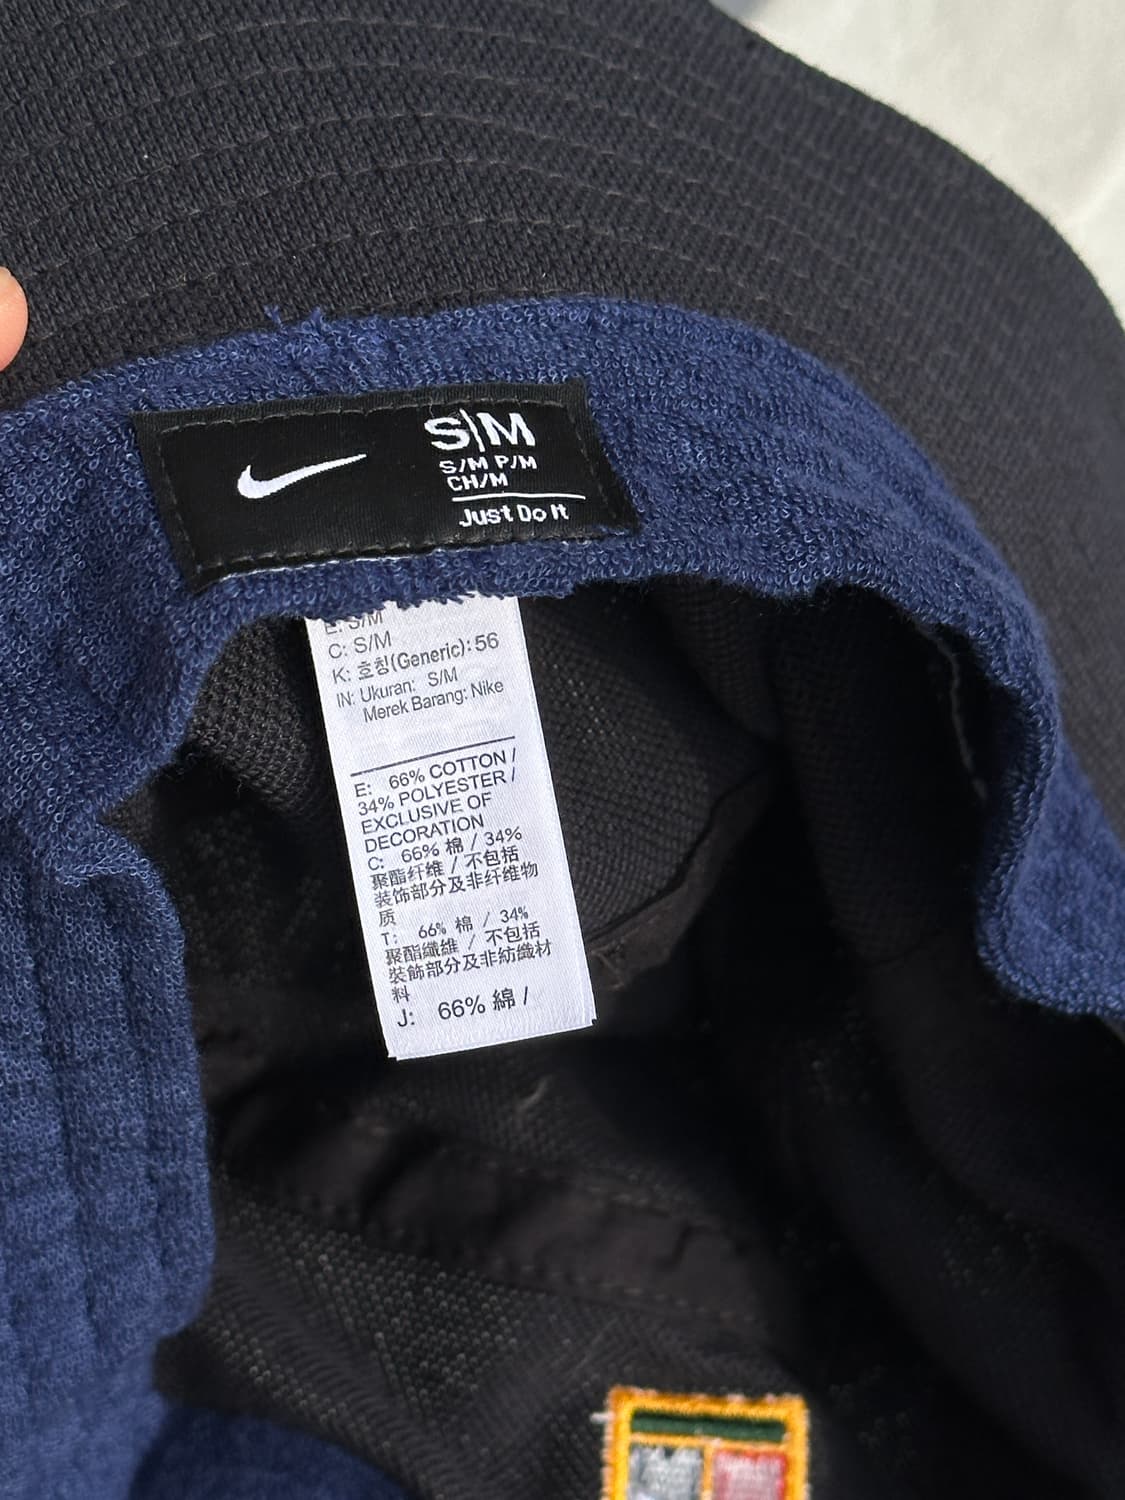 S|M
S/M P/M
CH/M
Just Do It
E: S/M
C: S/M
K: 호칭(Generic): 56
IN: Ukuran: S/M
Merek Barang: Nike
E: 66% COTTON /
34% POLYESTER /
EXCLUSIVE OF
DECORATION
C: 66% 棉 / 34%
聚酯纤维 / 不包括
装饰部分及非纤维物
质
T: 66% 棉 / 34%
聚酯纖維 / 不包括
裝飾部分及非紡織材
料
J: 66% 綿 /